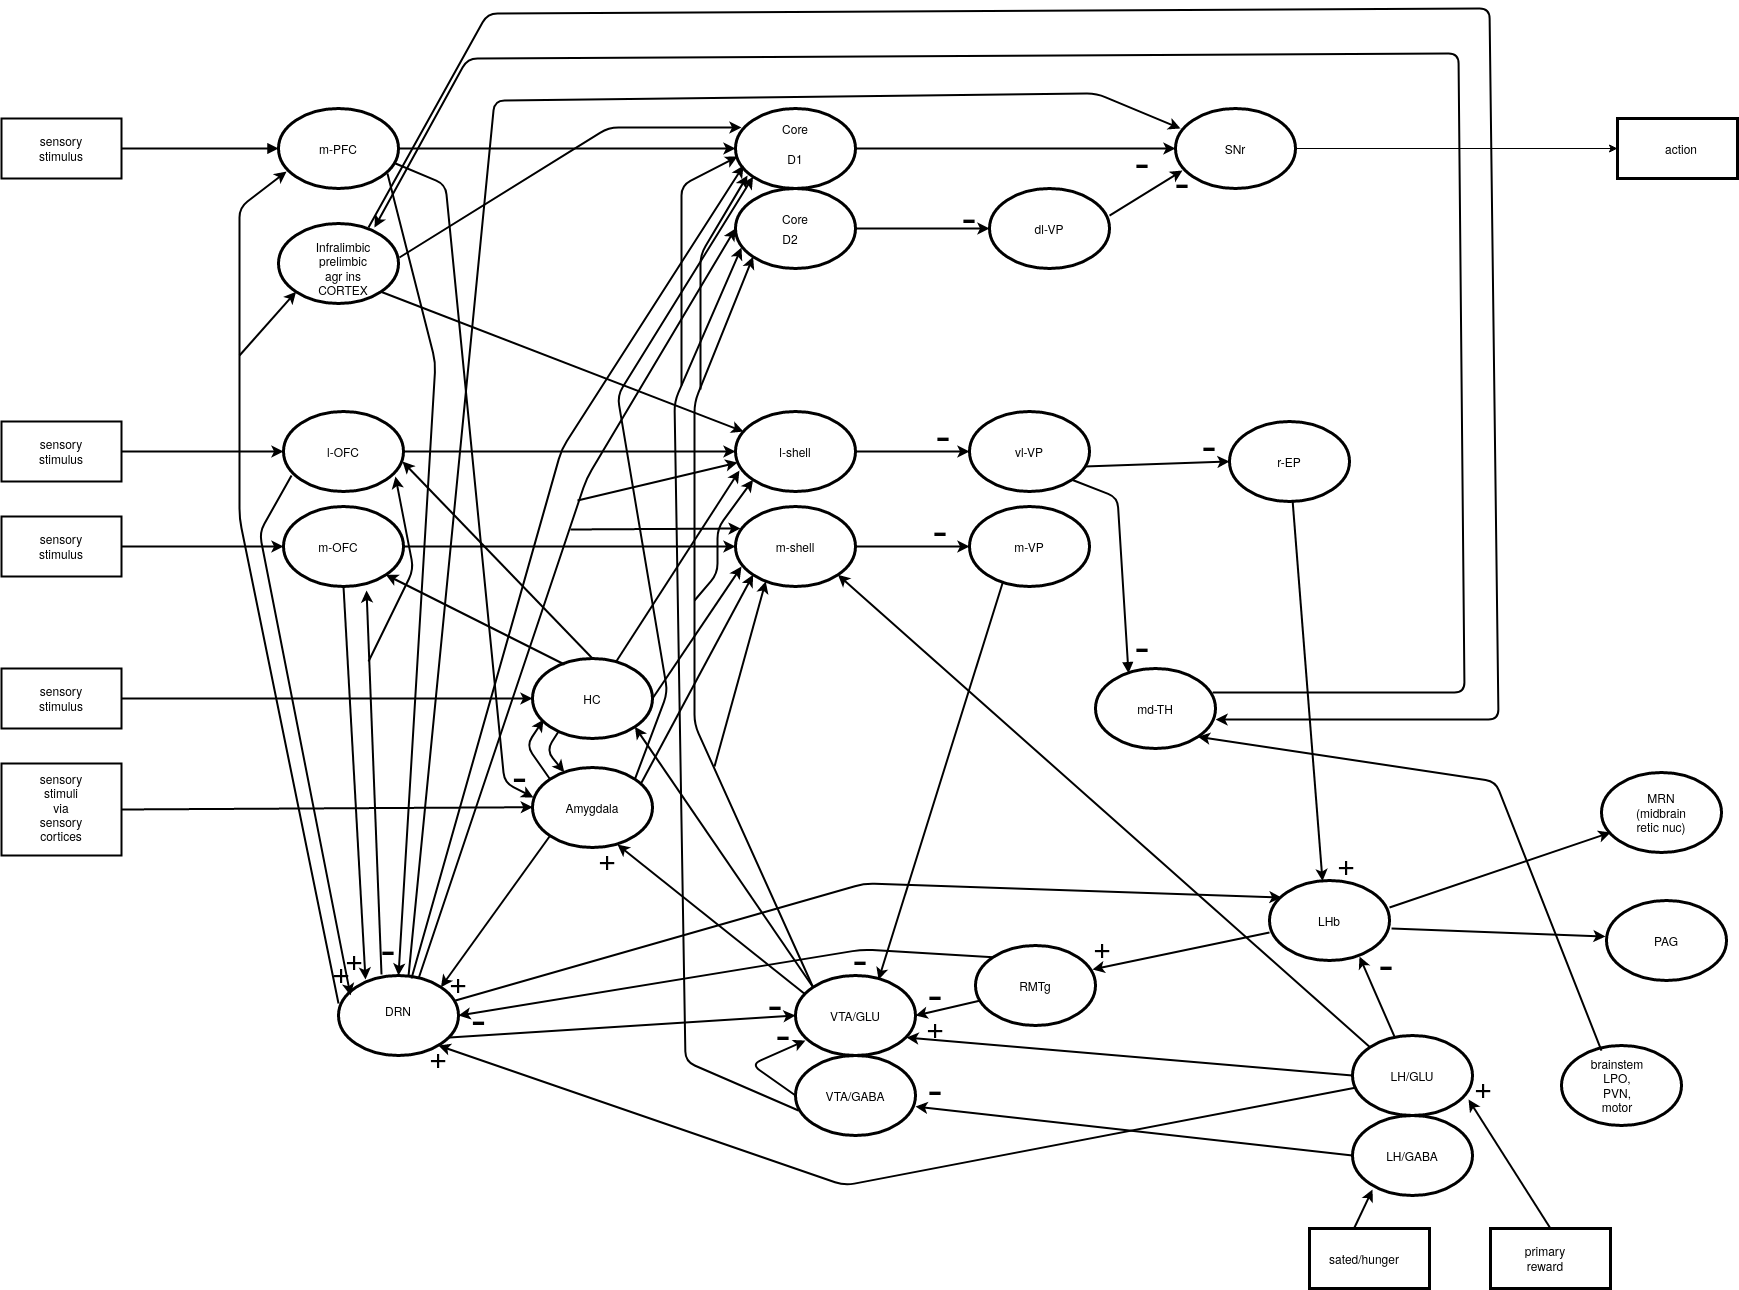 sensory
stimulus
m-PFC
Core
D1
SNr
action
-
-
Infralimbic
prelimbic
agr ins
CORTEX
Core
D2
-
dl-VP
sensory
stimulus
l-OFC
l-shell
-
vl-VP
-
r-EP
sensory
stimulus
m-OFC
m-shell
-
m-VP
sensory
stimulus
HC
-
md-TH
sensory
stimuli
via
sensory
cortices
-
Amygdala
+
MRN
(midbrain
retic nuc)
+
LHb
PAG
-
+
+
-
+
DRN
-
+
-
-
-
VTA/GLU
-
+
RMTg
+
-
VTA/GABA
LH/GLU
+
LH/GABA
brainstem
LPO,
PVN,
motor
sated/hunger
primary
reward